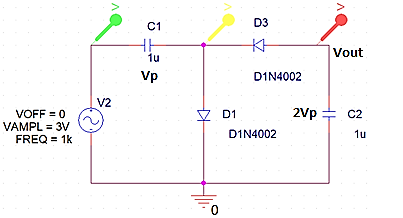 V
V
V
C1
D3
1u
Vp
Vout
D1N4002
V2
VOFF = 0
VAMPL = 3V
FREQ = 1k
D1
D1N4002
2Vp
C2
1u
0